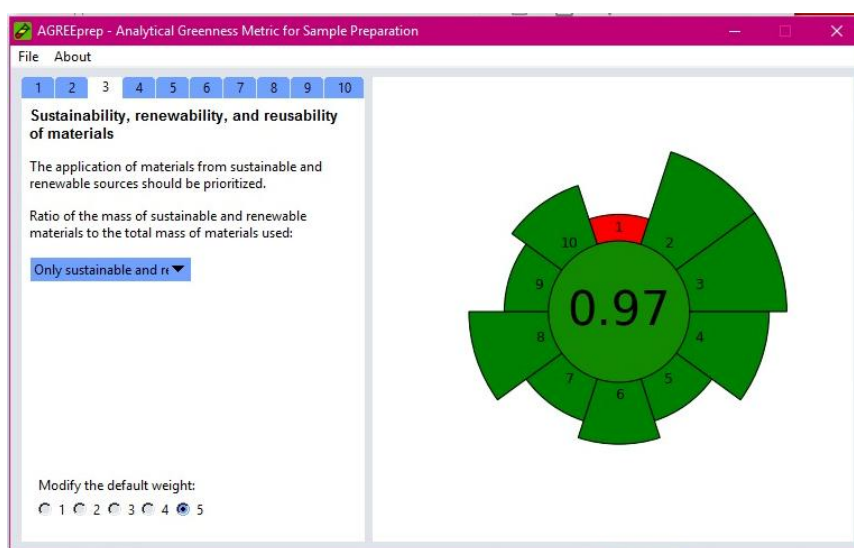 AGREEprep - Analytical Greenness Metric for Sample Preparation
File About
1 2 3 4 5 6 7 8 9 10
Sustainability, renewability, and reusability
of materials
The application of materials from sustainable and
renewable sources should be prioritized.
Ratio of the mass of sustainable and renewable
materials to the total mass of materials used:
Only sustainable and re
Modify the default weight:
1 2 3 4 5
1
2
3
4
5
6
7
8
9
10
0.97